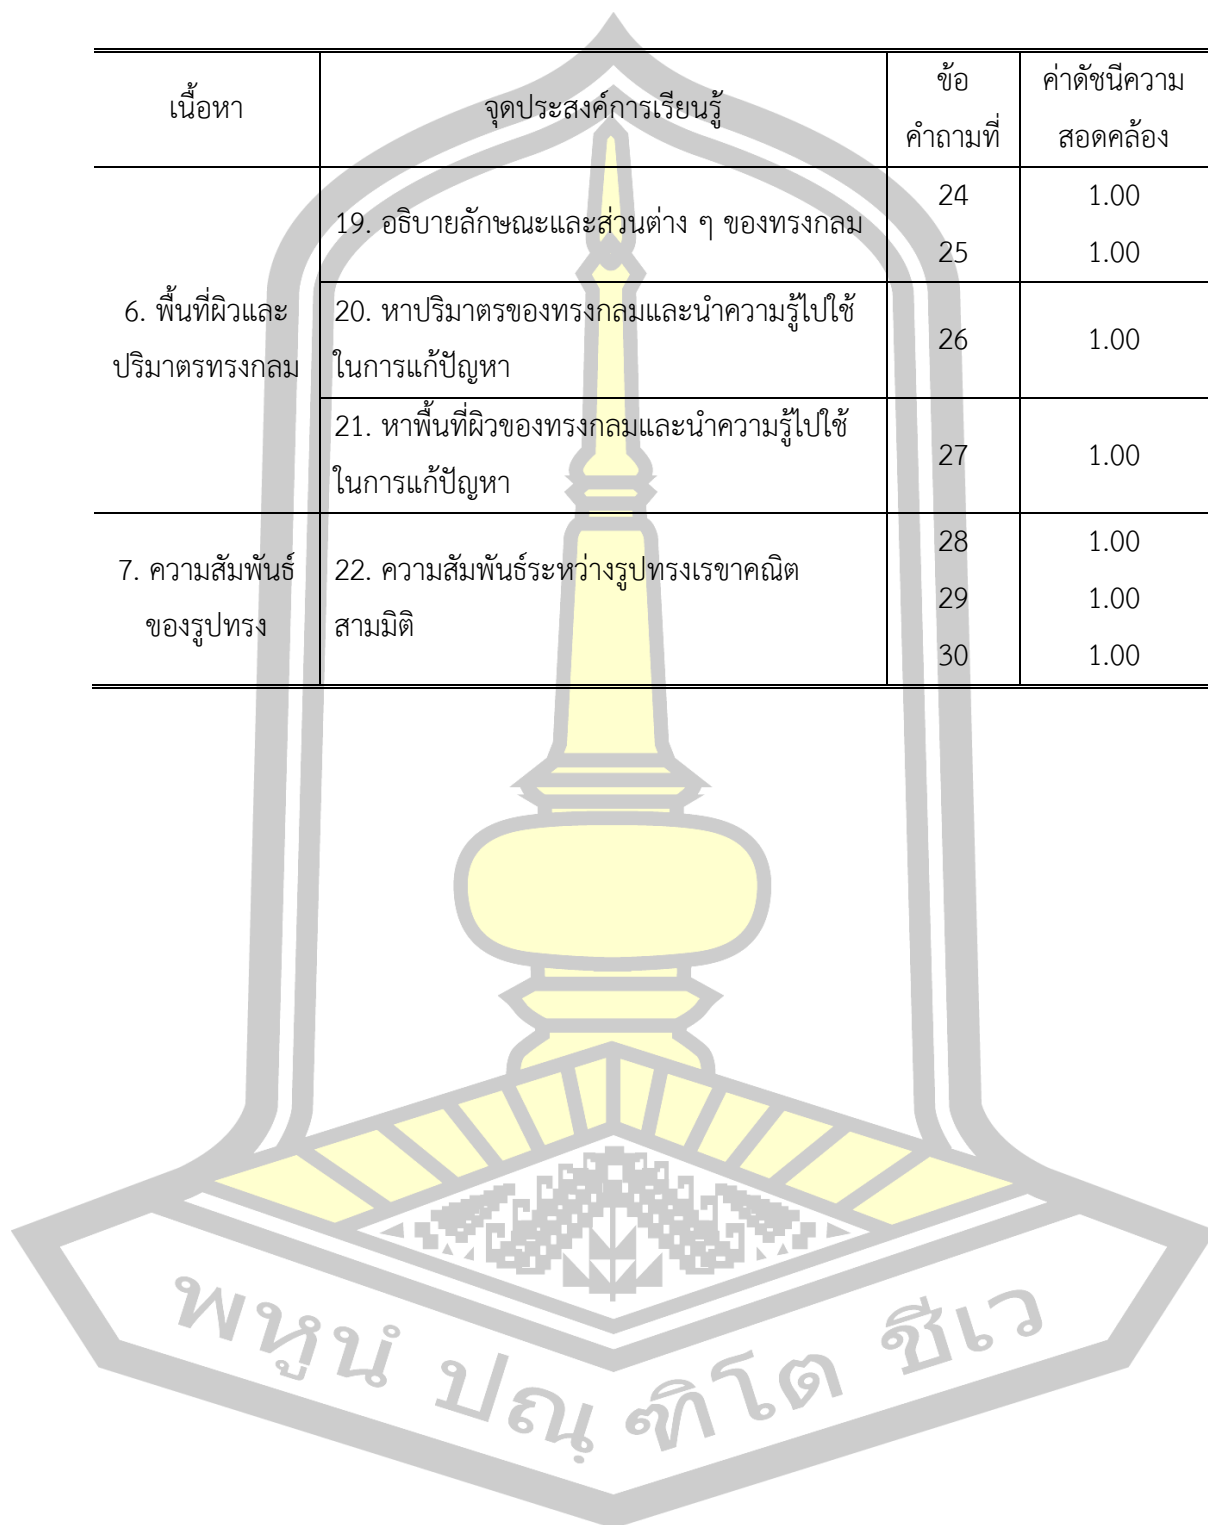 เนื้อหา
จุดประสงค์การเรียนรู้
ข้อ
คำถามที่
ค่าดัชนีความ
สอดคล้อง
6. พื้นที่ผิวและ
ปริมาตรทรงกลม
19. อธิบายลักษณะและส่วนต่าง ๆ ของทรงกลม
24
1.00
25
1.00
20. หาปริมาตรของทรงกลมและนำความรู้ไปใช้
ในการแก้ปัญหา
26
1.00
21. หาพื้นที่ผิวของทรงกลมและนำความรู้ไปใช้
ในการแก้ปัญหา
27
1.00
7. ความสัมพันธ์
ของรูปทรง
22. ความสัมพันธ์ระหว่างรูปทรงเรขาคณิต
สามมิติ
28
1.00
29
1.00
30
1.00
พหูนํ ปณฺฑิโต ชีเว